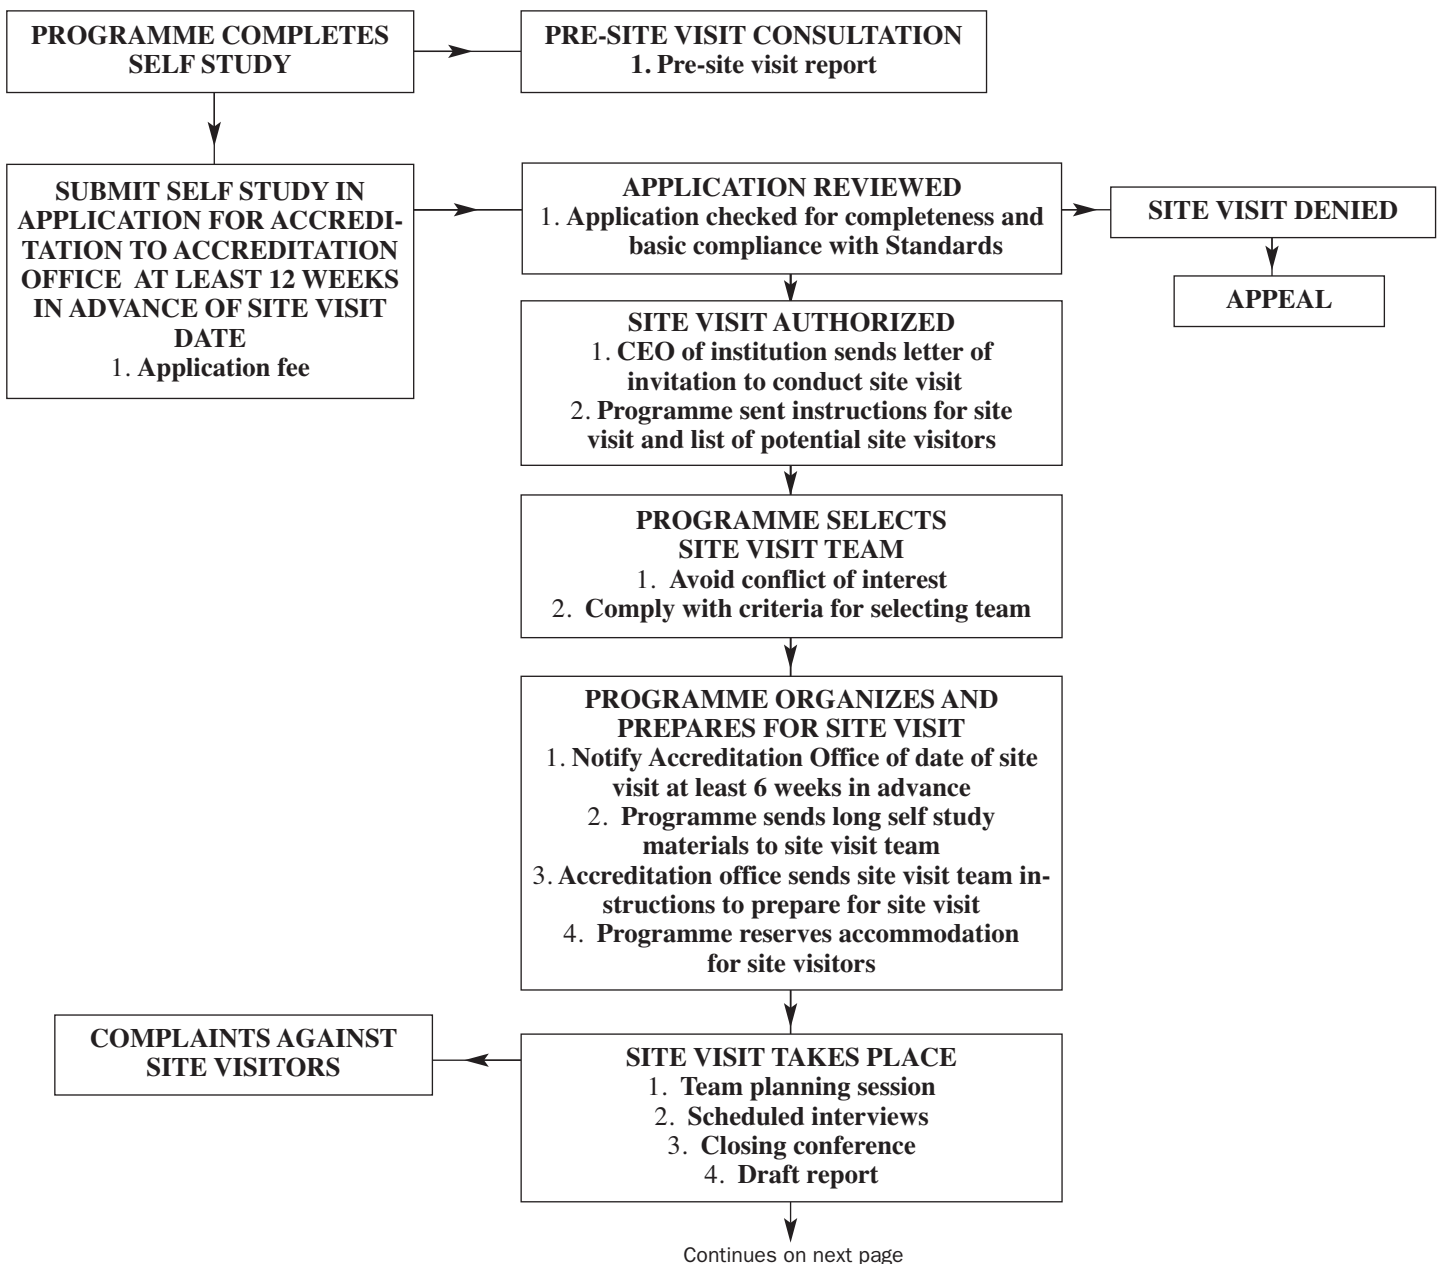 PROGRAMME COMPLETES
SELF STUDY
PRE-SITE VISIT CONSULTATION
1. Pre-site visit report
SUBMIT SELF STUDY IN
APPLICATION FOR ACCREDI-
TATION TO ACCREDITATION
OFFICE AT LEAST 12 WEEKS
IN ADVANCE OF SITE VISIT
DATE
1. Application fee
APPLICATION REVIEWED
1. Application checked for completeness and
basic compliance with Standards
SITE VISIT DENIED
APPEAL
SITE VISIT AUTHORIZED
1. CEO of institution sends letter of
invitation to conduct site visit
2. Programme sent instructions for site
visit and list of potential site visitors
PROGRAMME SELECTS
SITE VISIT TEAM
1. Avoid conflict of interest
2. Comply with criteria for selecting team
PROGRAMME ORGANIZES AND
PREPARES FOR SITE VISIT
1. Notify Accreditation Office of date of site
visit at least 6 weeks in advance
2. Programme sends long self study
materials to site visit team
3. Accreditation office sends site visit team in-
structions to prepare for site visit
4. Programme reserves accommodation
for site visitors
COMPLAINTS AGAINST
SITE VISITORS
SITE VISIT TAKES PLACE
1. Team planning session
2. Scheduled interviews
3. Closing conference
4. Draft report
Continues on next page